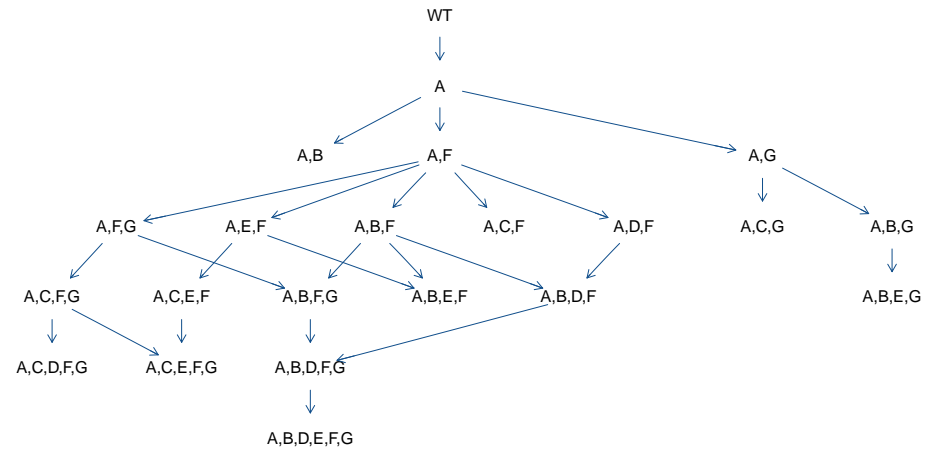 WT
A
A,B
A,F
A,G
A,F,G
A,E,F
A,B,F
A,C,F
A,D,F
A,C,G
A,B,G
A,C,F,G
A,C,E,F
A,B,F,G
A,B,E,F
A,B,D,F
A,B,E,G
A,C,D,F,G
A,C,E,F,G
A,B,D,F,G
A,B,D,E,F,G